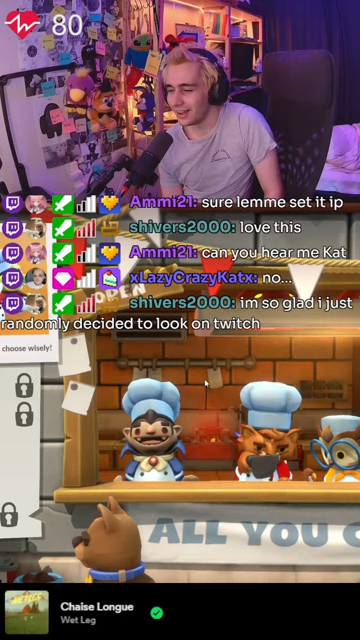 80
Ammi21: sure lemme set it ip
shivers2000: love this
Ammi21: can you hear me Kat
xLazyCrazyKatx: no...
shivers2000: im so glad i just
randomly decided to look on twitch
OPEN
choose wisely!
ALL YOU C
Chaise Longue
Wet Leg